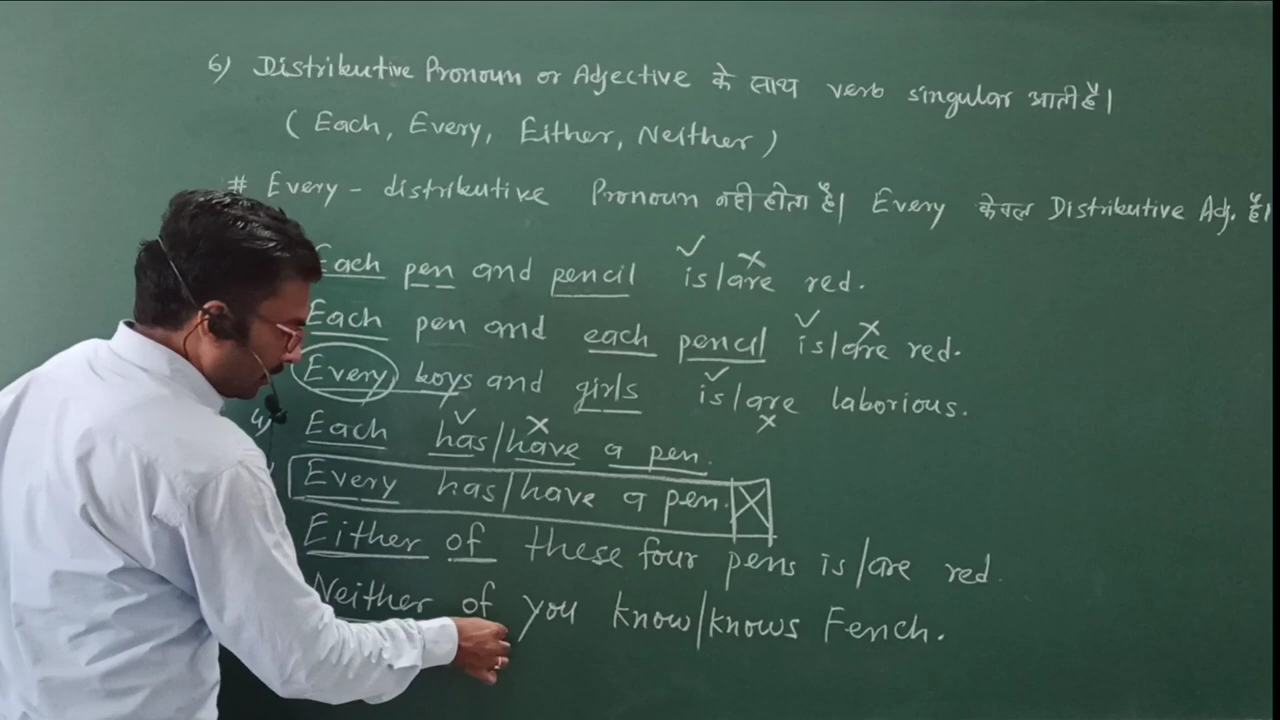 6) Distributive Pronoun or Adjective के साथ verb singular आती है।
( Each, Every, Either, Neither )
# Every - distributive Pronoun नही होता है। Every केवल Distributive Adj. है।
Each pen and pencil is/are red.
Each pen and each pencil is/are red.
Every boys and girls is/are laborious.
4) Each has/have a pen.
Every has/have a pen.
Either of these four pens is/are red.
Neither of you know/knows Fench.